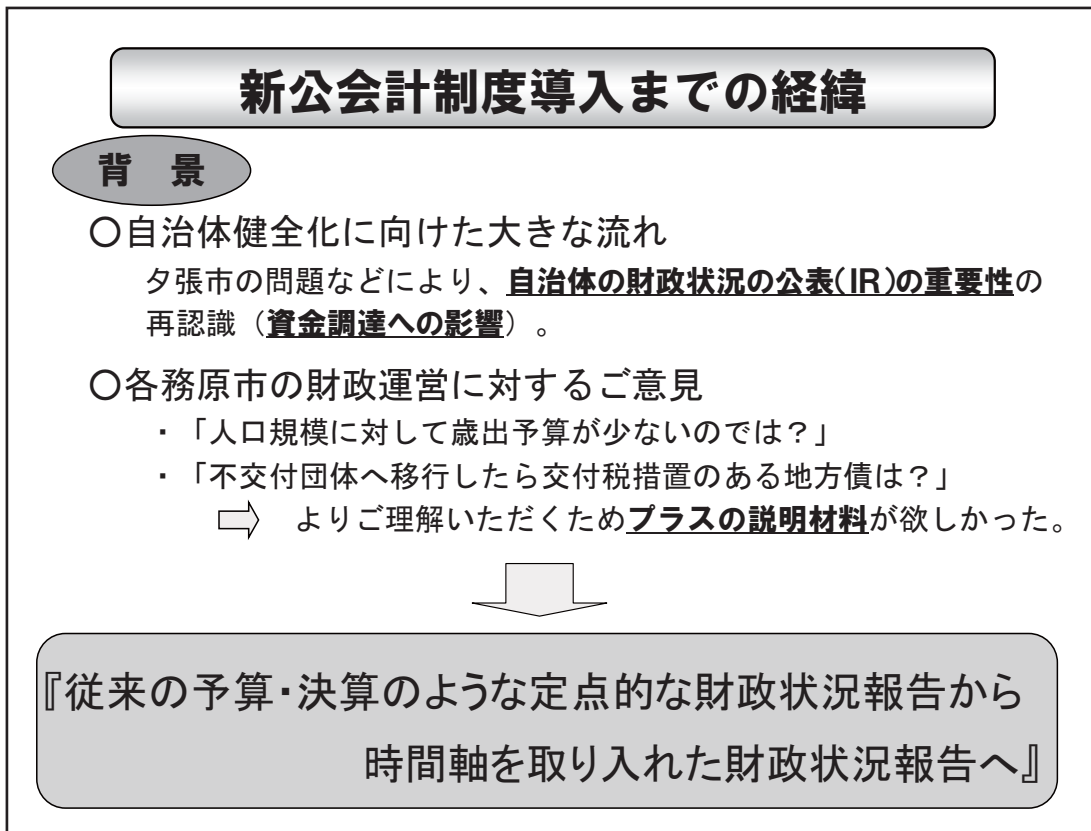 新公会計制度導入までの経緯
背 景
○自治体健全化に向けた大きな流れ
夕張市の問題などにより、自治体の財政状況の公表(IR)の重要性の
再認識（資金調達への影響）。
○各務原市の財政運営に対するご意見
・「人口規模に対して歳出予算が少ないのでは？」
・「不交付団体へ移行したら交付税措置のある地方債は？」
よりご理解いただくためプラスの説明材料が欲しかった。
『従来の予算･決算のような定点的な財政状況報告から
時間軸を取り入れた財政状況報告へ』